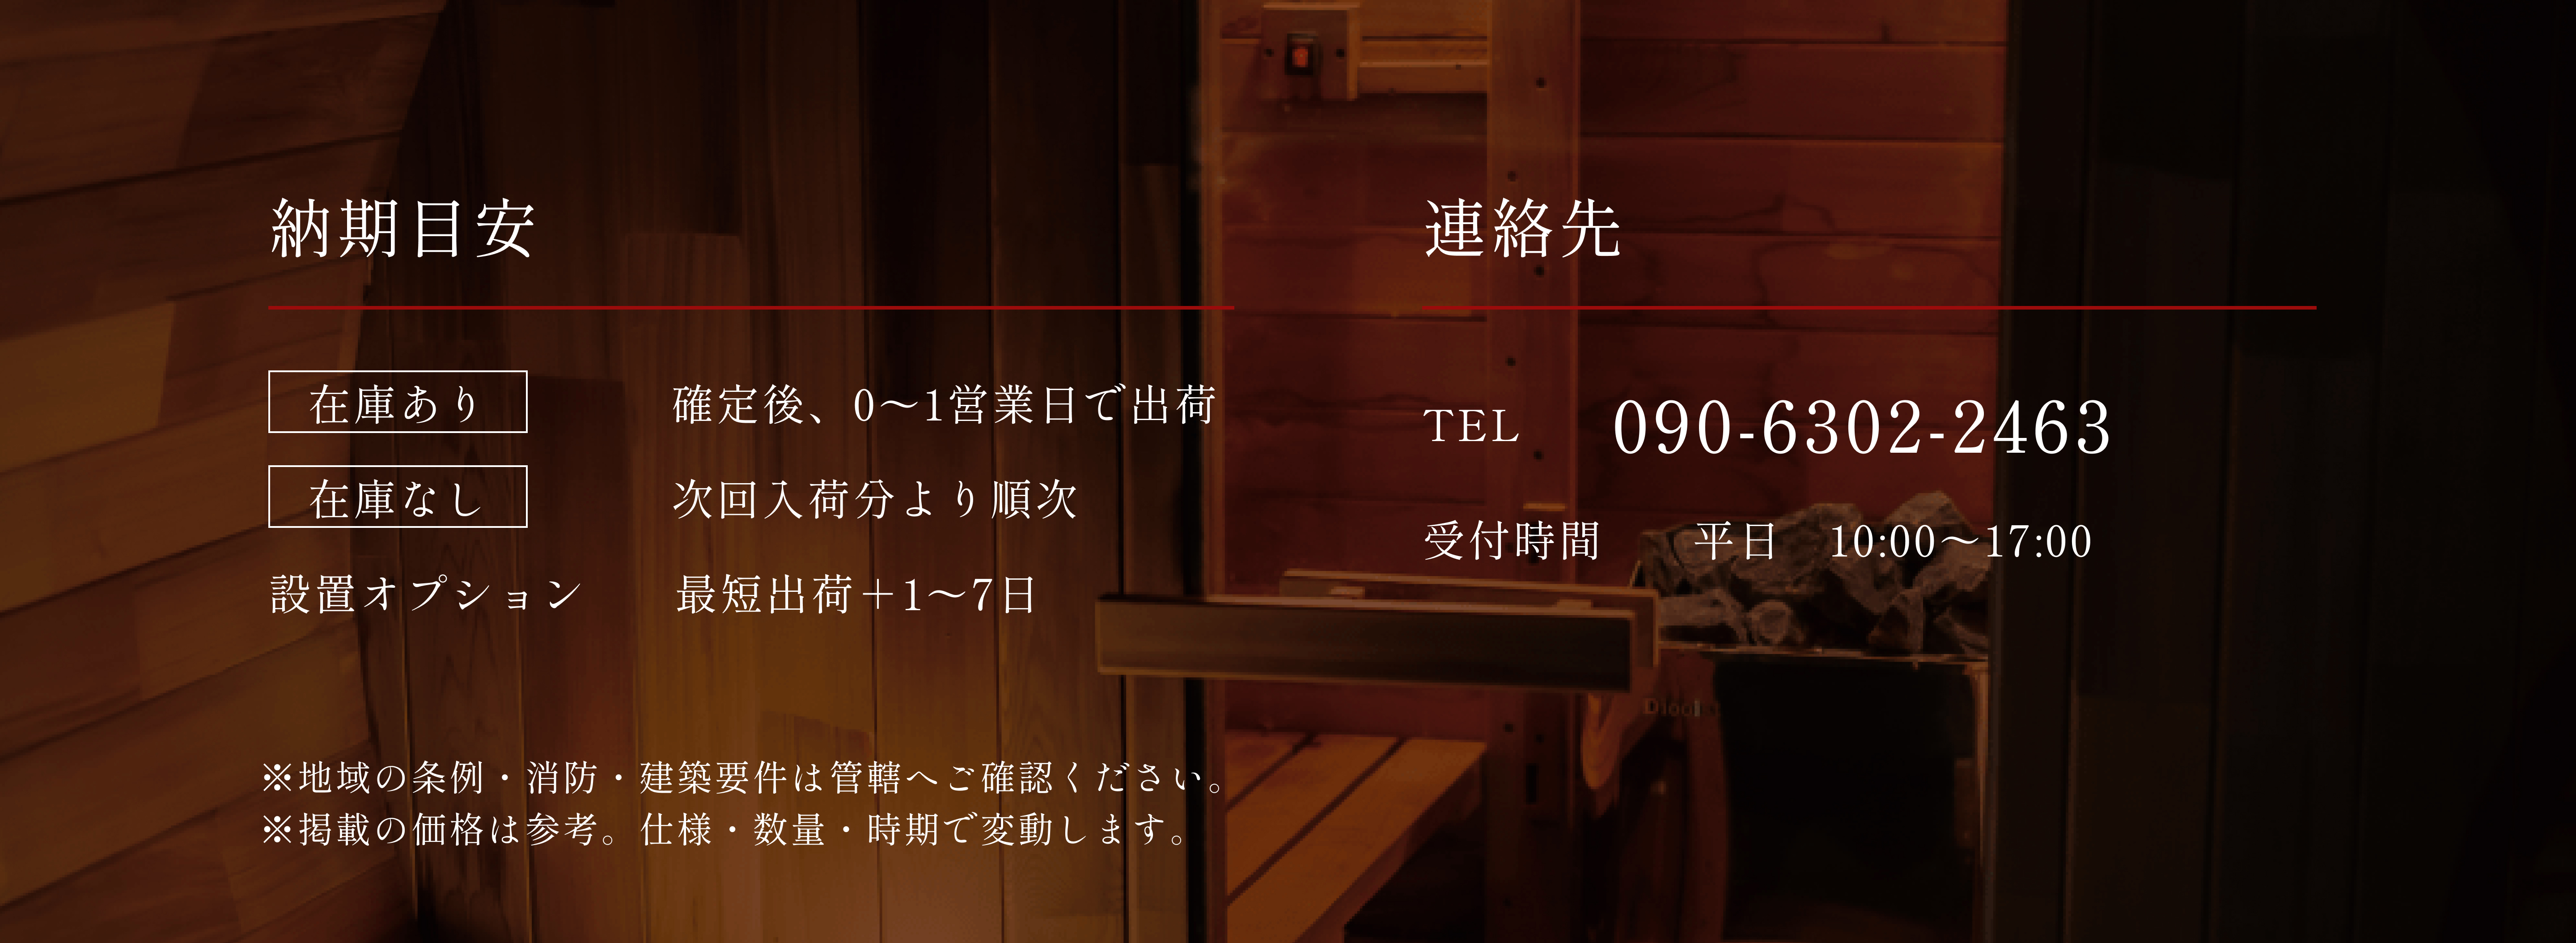 納期目安
在庫あり 確定後、0〜1営業日で出荷
在庫なし 次回入荷分より順次
設置オプション 最短出荷＋1〜7日
※地域の条例・消防・建築要件は管轄へご確認ください。
※掲載の価格は参考。仕様・数量・時期で変動します。
連絡先
TEL 090-6302-2463
受付時間 平日 10:00〜17:00